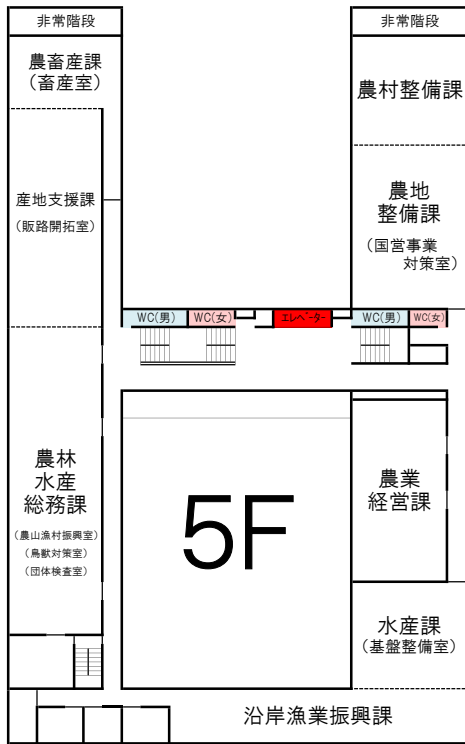 非常階段
農畜産課
（畜産室）
産地支援課
（販路開拓室）
農林
水産
総務課
（農山漁村振興室）
（鳥獣対策室）
（団体検査室）
WC(男)
WC(女)
エレベーター
5F
非常階段
農村整備課
農地
整備課
（国営事業
対策室）
WC(男)
WC(女)
農業
経営課
水産課
（基盤整備室）
沿岸漁業振興課